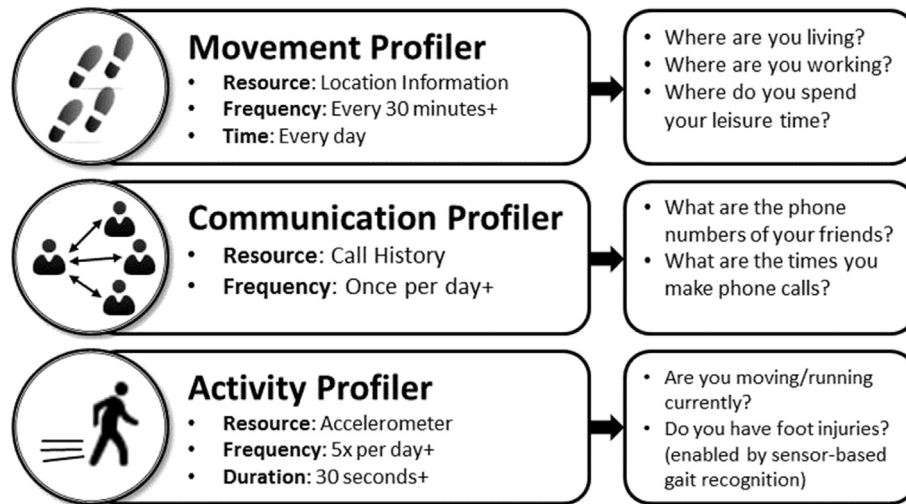 Movement Profiler
• Resource: Location Information
• Frequency: Every 30 minutes+
• Time: Every day
• Where are you living?
• Where are you working?
• Where do you spend
your leisure time?
Communication Profiler
• Resource: Call History
• Frequency: Once per day+
• What are the phone
numbers of your friends?
• What are the times you
make phone calls?
Activity Profiler
• Resource: Accelerometer
• Frequency: 5x per day+
• Duration: 30 seconds+
• Are you moving/running
currently?
• Do you have foot injuries?
(enabled by sensor-based
gait recognition)